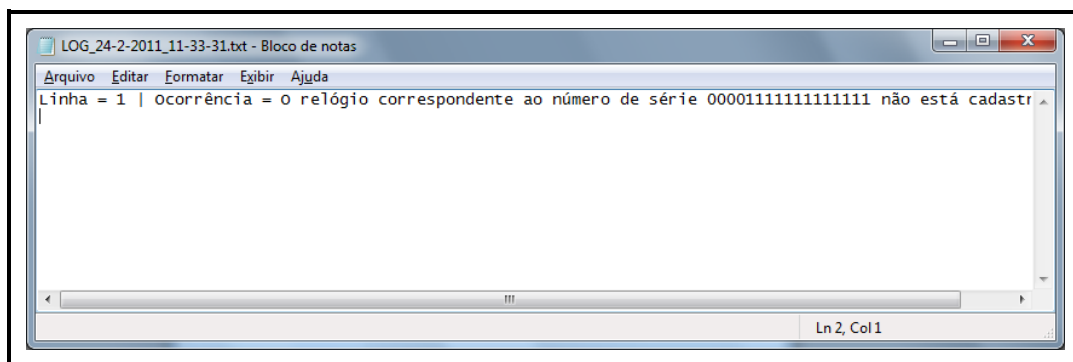 LOG_24-2-2011_11-33-31.txt - Bloco de notas
Arquivo Editar Formatar Exibir Ajuda
Linha = 1 | Ocorrência = O relógio correspondente ao número de série 00001111111111111 não está cadastr
Ln 2, Col 1